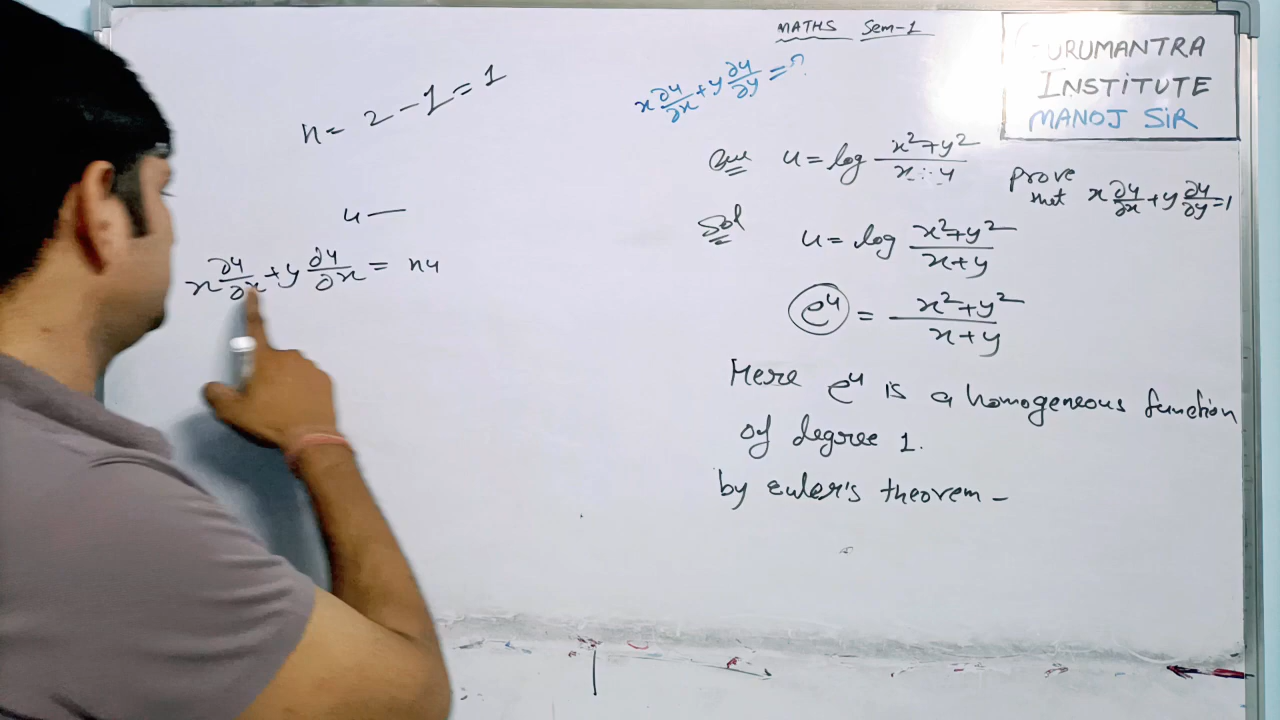 MATHS Sem-1
URUMANTRA
INSTITUTE
MANOJ SIR
x ∂u/∂x + y ∂u/∂y = ?
n = 2 - 1 = 1
u —
x ∂u/∂x + y ∂u/∂x = nu
Que u = log (x²+y²)/(x y)
prove that x ∂u/∂x + y ∂u/∂y = 1
Sol u = log (x²+y²)/(x+y)
e^u = (x²+y²)/(x+y)
Here e^u is a homogeneous function
of degree 1.
by euler's theorem -